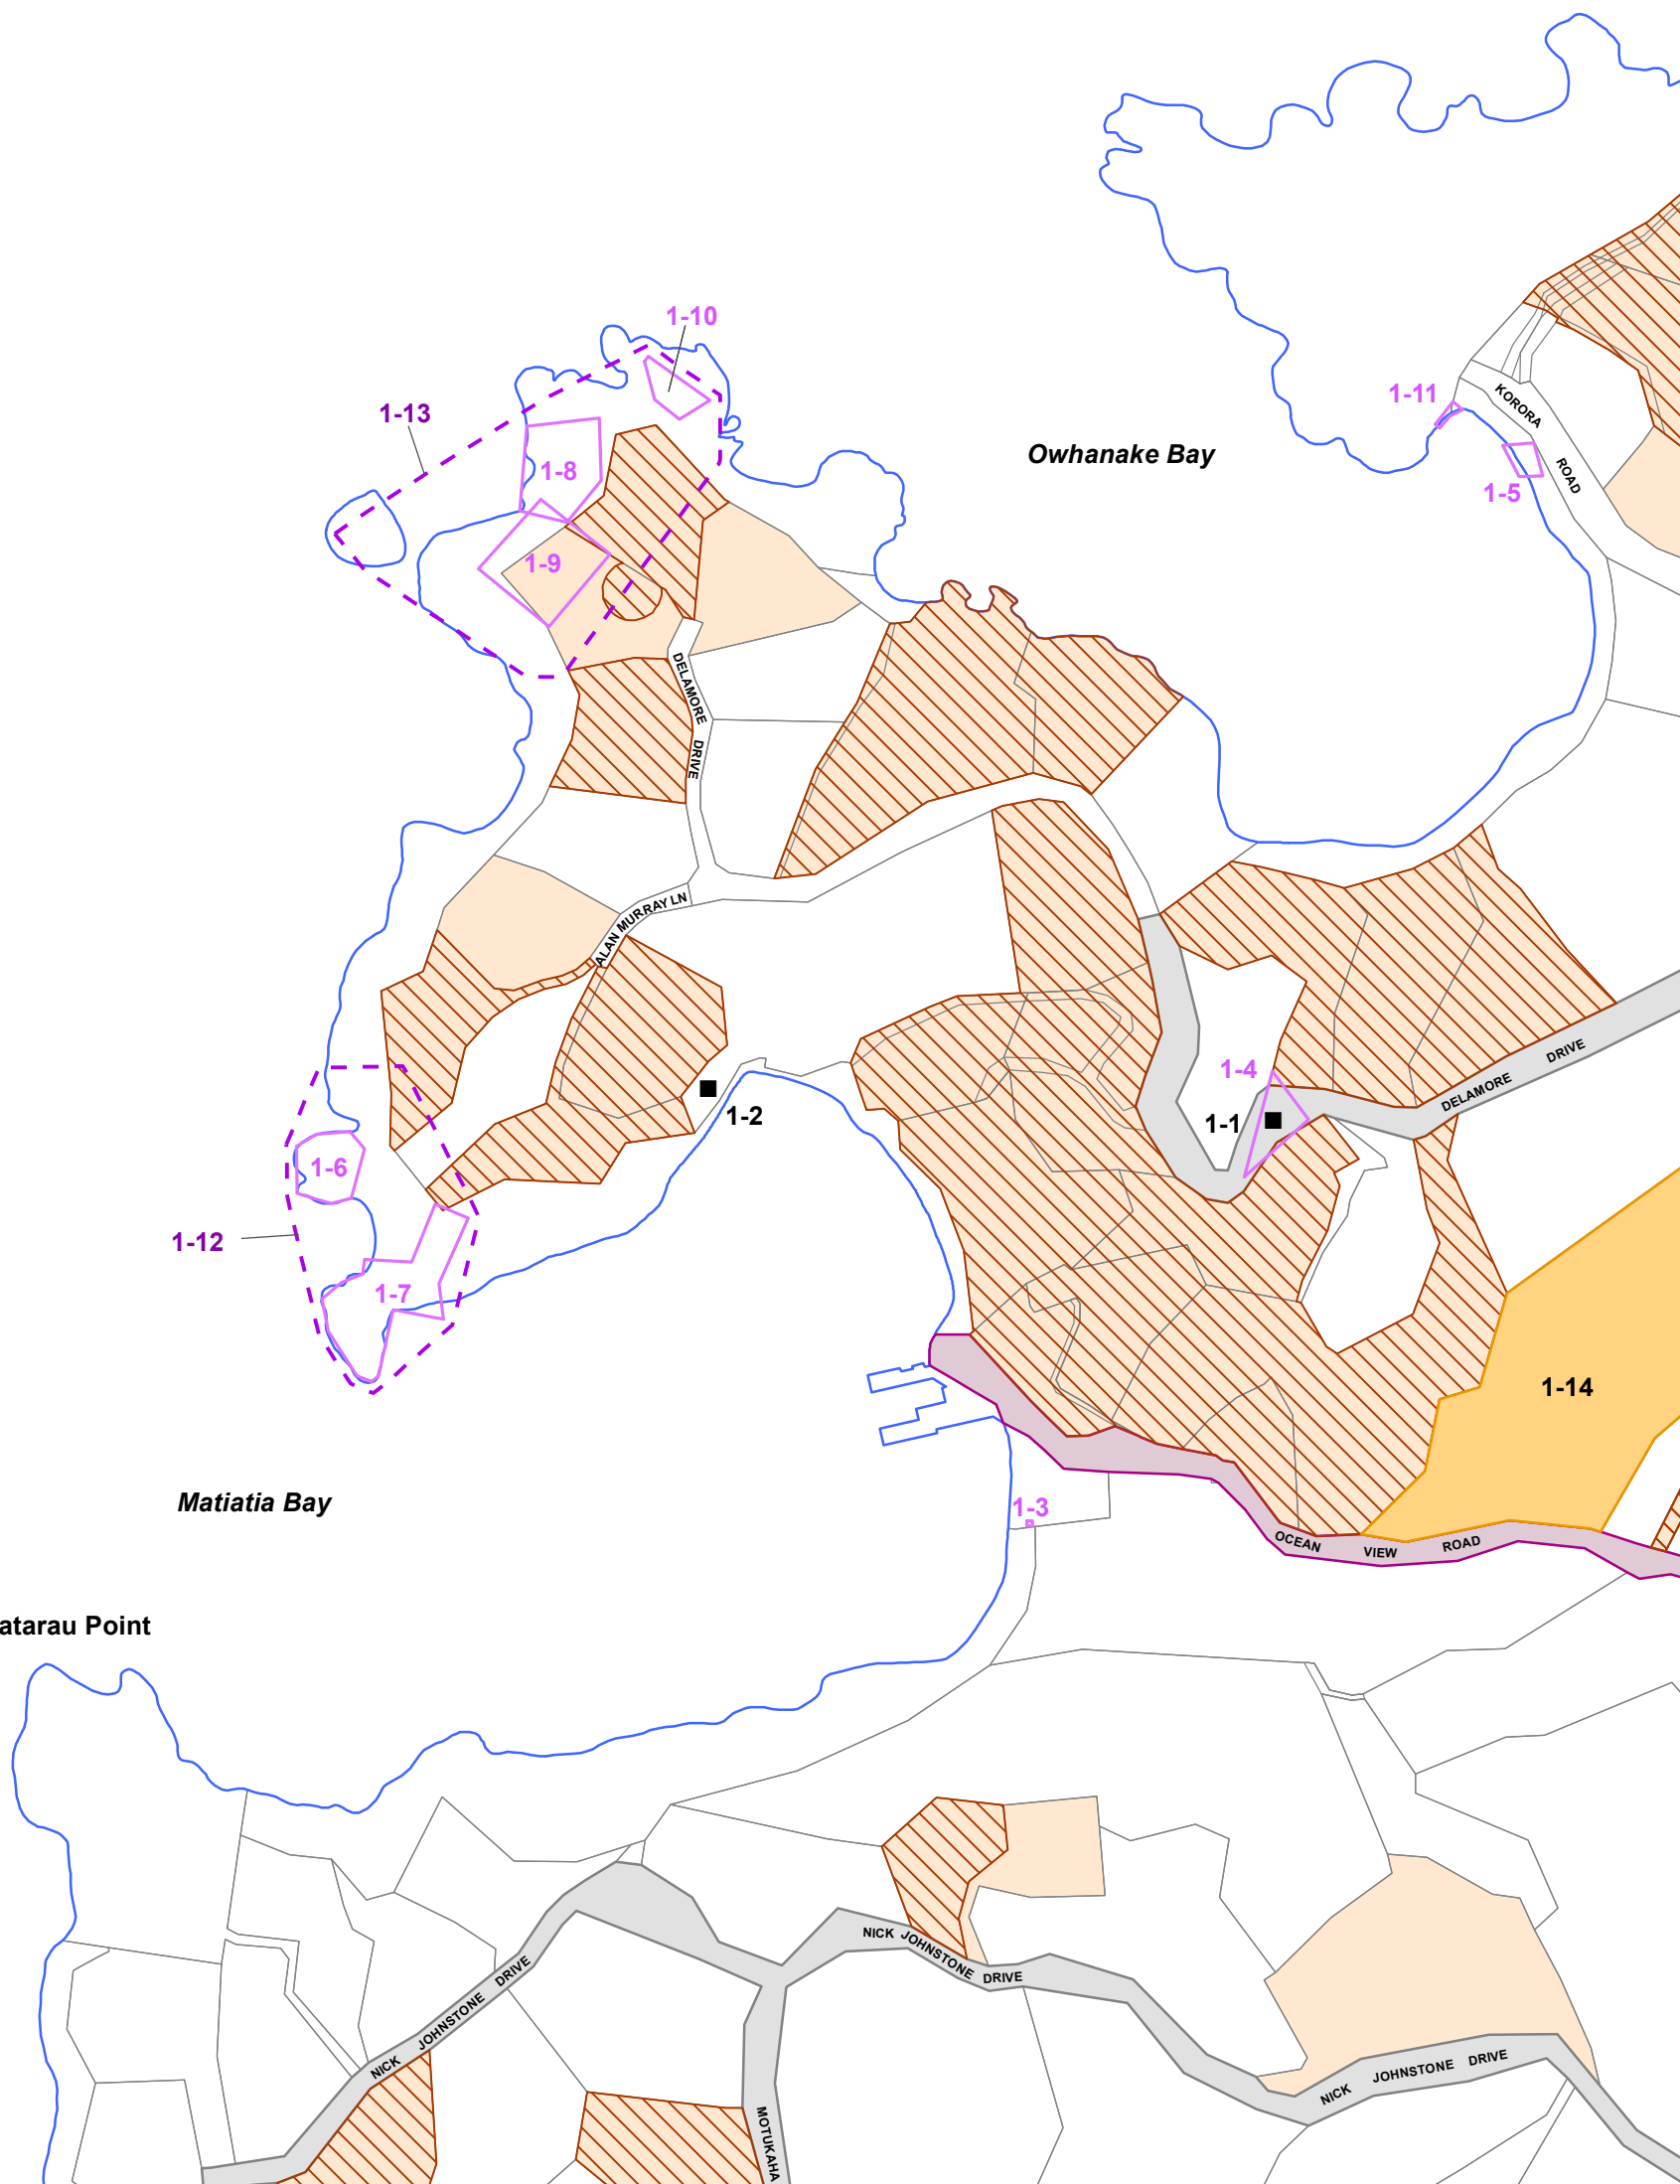 1-10
1-13
1-11
KORORA
ROAD
Owhanake Bay
1-8
1-5
1-9
DELAMORE
DRIVE
ALAN MURRAY LN
DRIVE
1-4
DELAMORE
1-2
1-1
1-6
1-12
1-7
1-14
Matiatia Bay
1-3
OCEAN VIEW ROAD
atarau Point
NICK JOHNSTONE DRIVE
NICK JOHNSTONE DRIVE
NICK JOHNSTONE DRIVE
MOTUKAHA